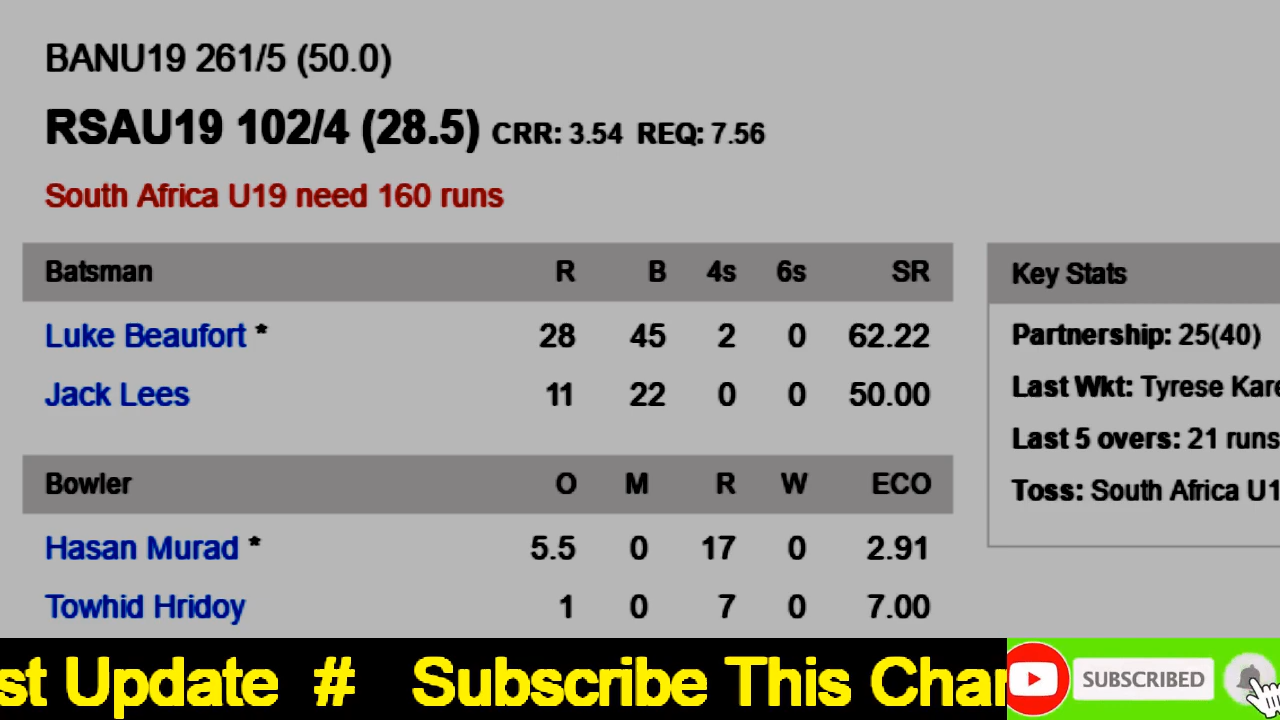 BANU19 261/5 (50.0)
RSAU19 102/4 (28.5) CRR: 3.54 REQ: 7.56
South Africa U19 need 160 runs
Batsman R B 4s 6s SR
Luke Beaufort * 28 45 2 0 62.22
Jack Lees 11 22 0 0 50.00
Bowler O M R W ECO
Hasan Murad * 5.5 0 17 0 2.91
Towhid Hridoy 1 0 7 0 7.00
Key Stats
Partnership: 25(40)
Last Wkt: Tyrese Kare
Last 5 overs: 21 runs
Toss: South Africa U1
st Update # Subscribe This Chan
SUBSCRIBED